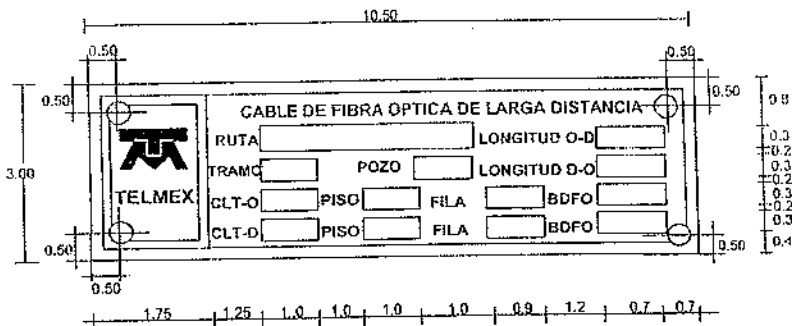 10.50
0.50 0.50
0.50 0.50
CABLE DE FIBRA OPTICA DE LARGA DISTANCIA
RUTA LONGITUD O-D
TRAMO POZO LONGITUD D-O
3.00
TELMEX
CLT-O PISO FILA BDFO
CLT-D PISO FILA BDFO
0.50 0.50
0.50
0.3
0.2
0.3
0.2
0.3
0.2
0.3
0.4
1.75 1.25 1.0 1.0 1.0 1.0 0.9 1.2 0.7 0.7